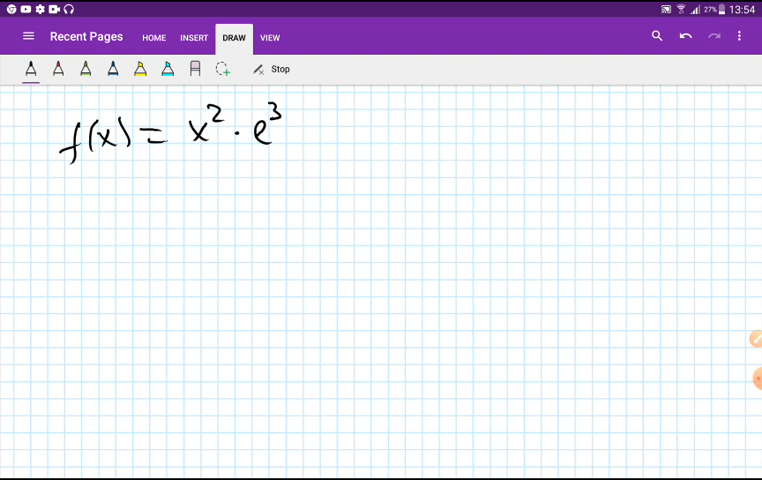 27% 13:54
Recent Pages HOME INSERT DRAW VIEW
Stop
f(x) = x² · e³